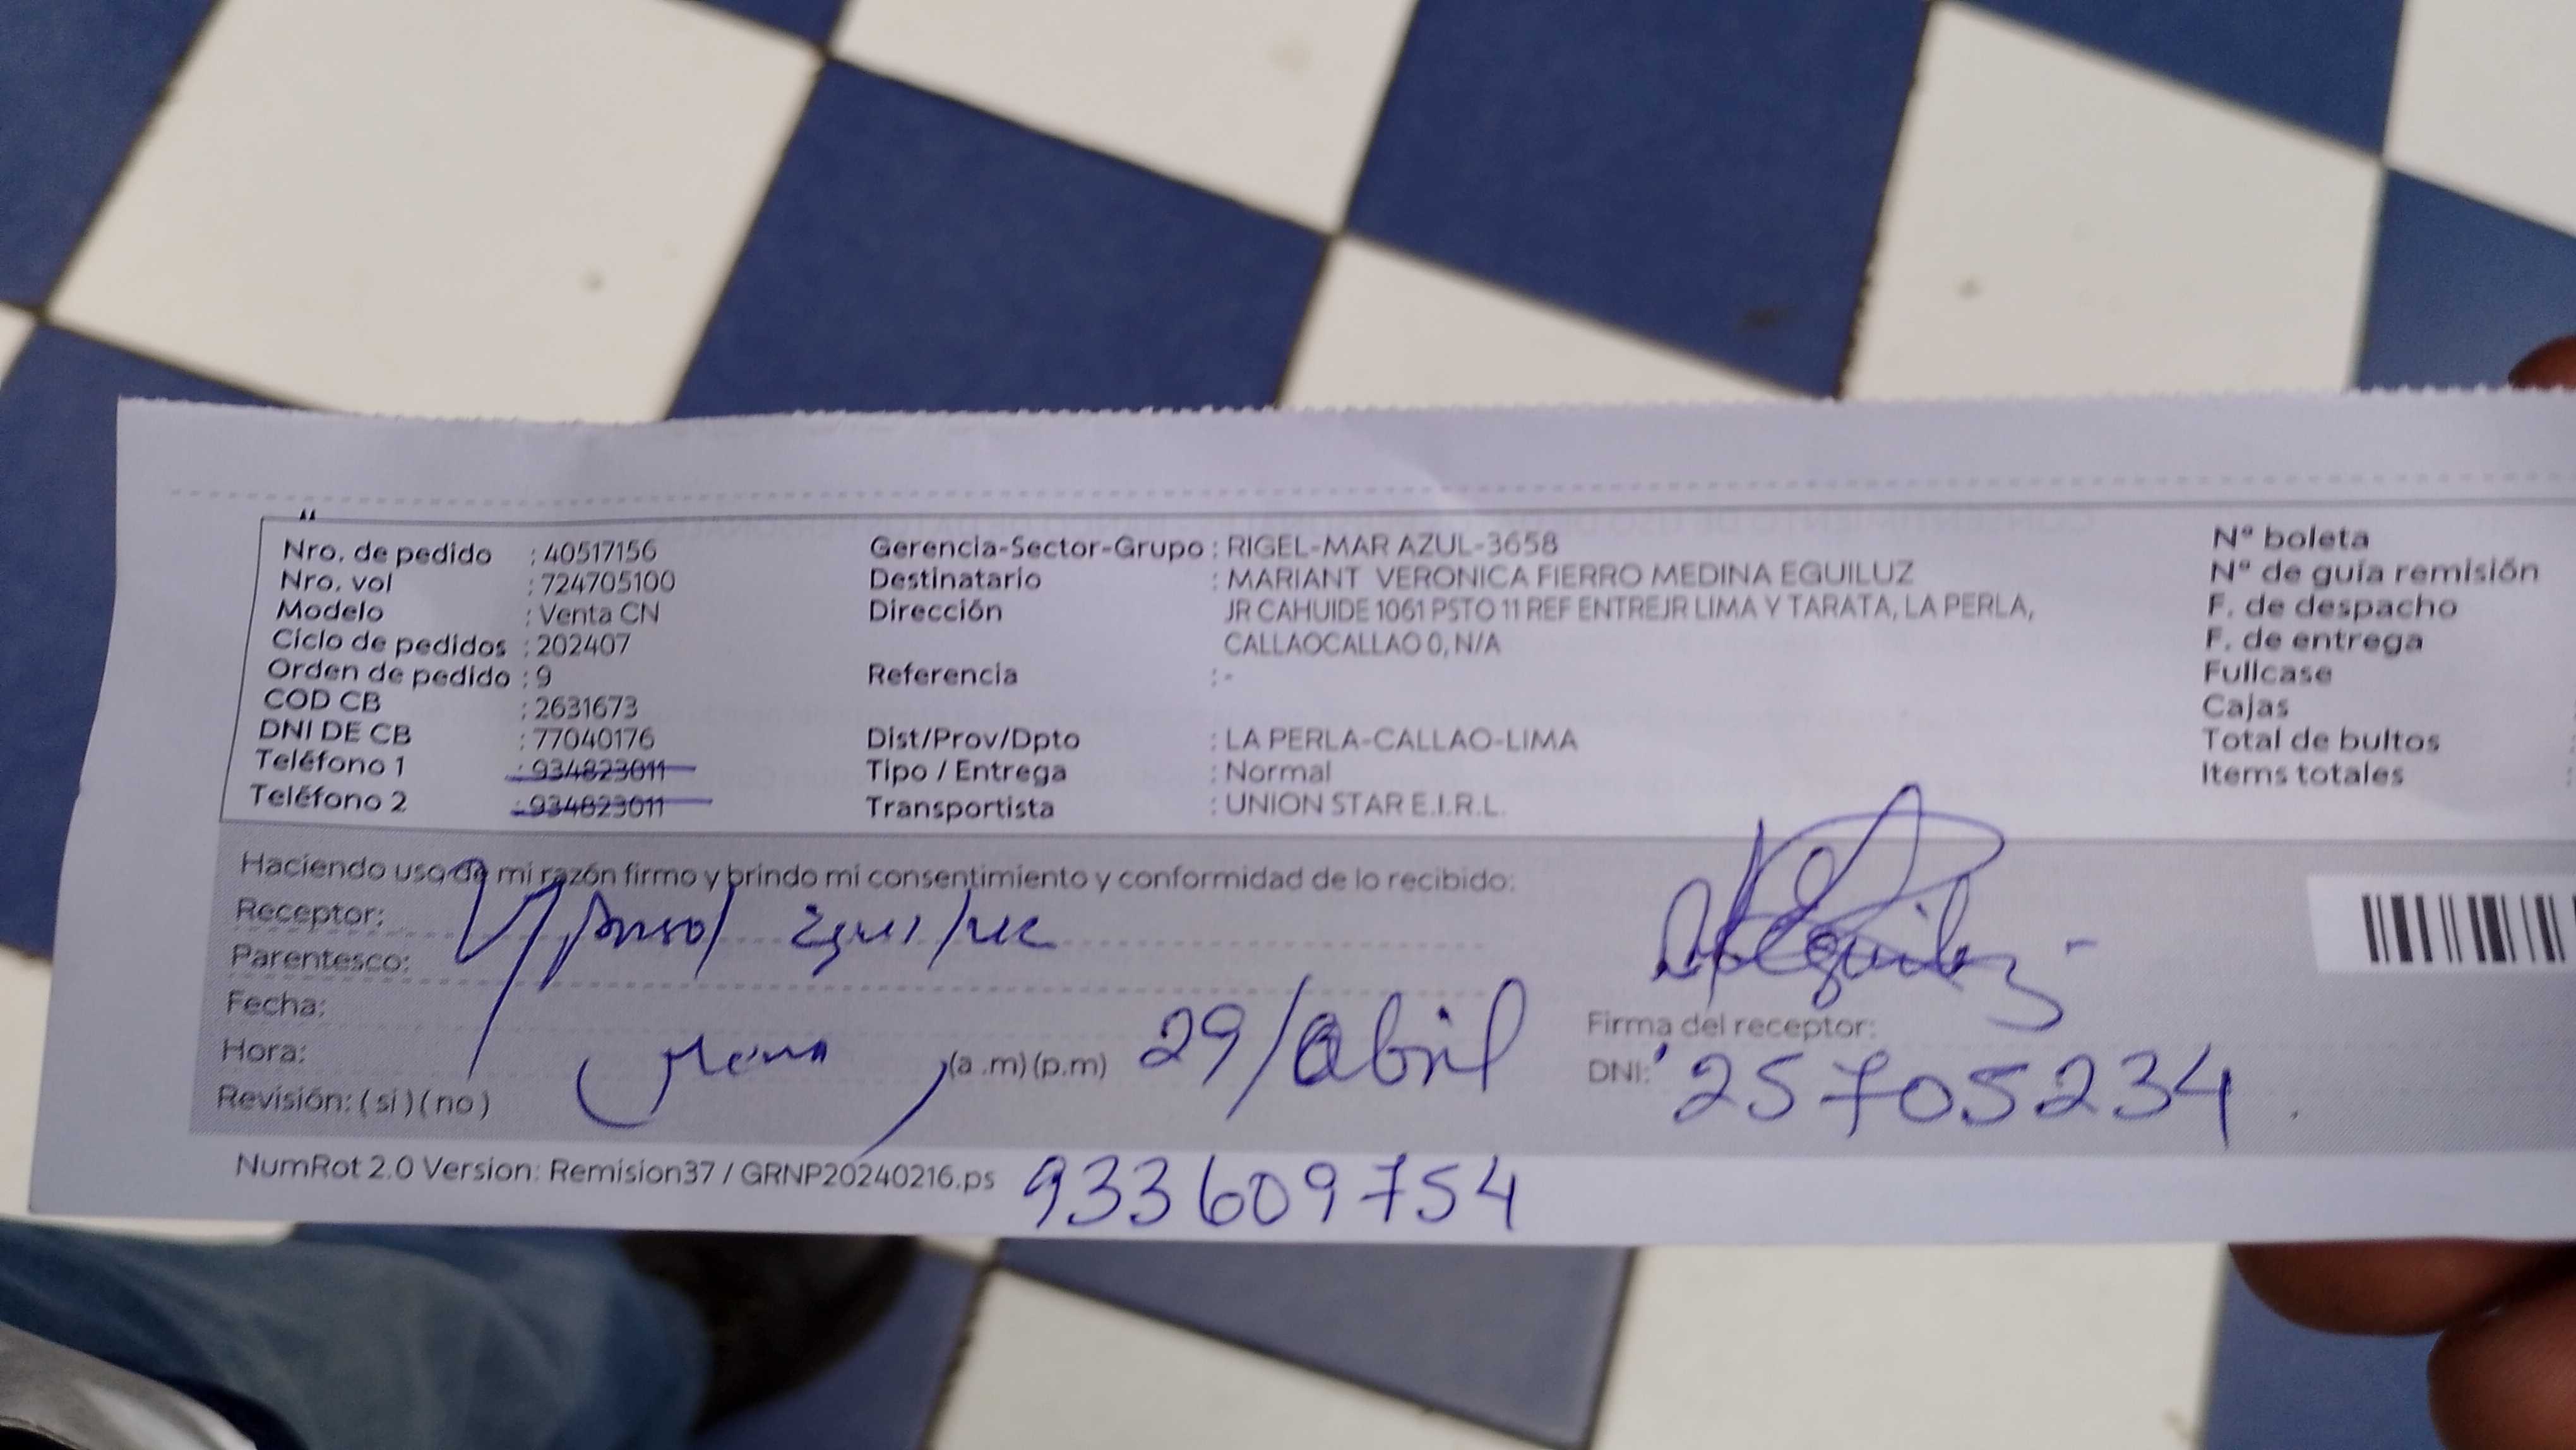 Nro. de pedido : 40517156
Nro. vol : 724705100
Modelo : Venta CN
Ciclo de pedidos : 202407
Orden de pedido : 9
COD CB : 2631673
DNI DE CB : 77040176
Teléfono 1 : 934823011
Teléfono 2 : 934823011
Gerencia-Sector-Grupo : RIGEL-MAR AZUL-3658
Destinatario : MARIANT VERONICA FIERRO MEDINA EGUILUZ
Dirección JR CAHUIDE 1061 PSTO 11 REF ENTREJR LIMA Y TARATA, LA PERLA,
CALLAOCALLAO 0, N/A
Referencia : -
Dist/Prov/Dpto : LA PERLA-CALLAO-LIMA
Tipo / Entrega : Normal
Transportista : UNION STAR E.I.R.L.
N° boleta
N° de guía remisión
F. de despacho
F. de entrega
Fullcase
Cajas
Total de bultos
Items totales
Haciendo uso de mi razón firmo y brindo mi consentimiento y conformidad de lo recibido:
Receptor:
Parentesco:
Fecha:
Hora: (a .m) (p.m) 29/abril
Revisión: ( si ) ( no )
Firma del receptor:
DNI: 25705234
NumRot 2.0 Version: Remision37 / GRNP20240216.ps 933609754